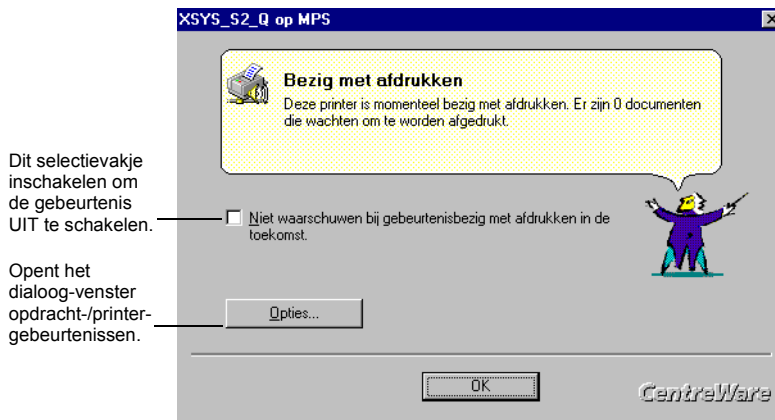 XSYS_S2_Q op MPS
Bezig met afdrukken
Deze printer is momenteel bezig met afdrukken. Er zijn 0 documenten
die wachten om te worden afgedrukt.
Dit selectievakje
inschakelen om
de gebeurtenis
UIT te schakelen.
Niet waarschuwen bij gebeurtenisbezig met afdrukken in de
toekomst.
Opent het
dialoog-venster
opdracht-/printer-
gebeurtenissen.
Opties...
OK
CentreWare